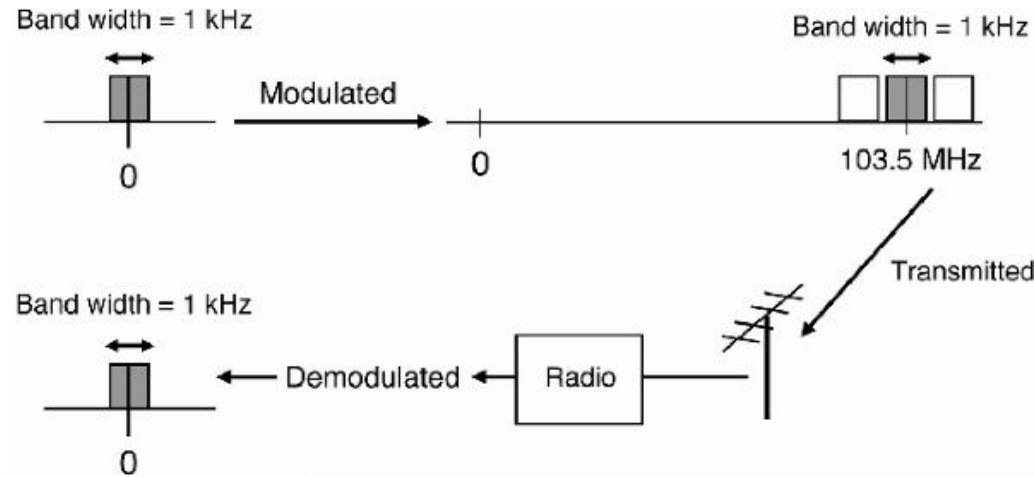 Band width = 1 kHz
Band width = 1 kHz
Modulated
0
0
103.5 MHz
Transmitted
Band width = 1 kHz
Demodulated
Radio
0